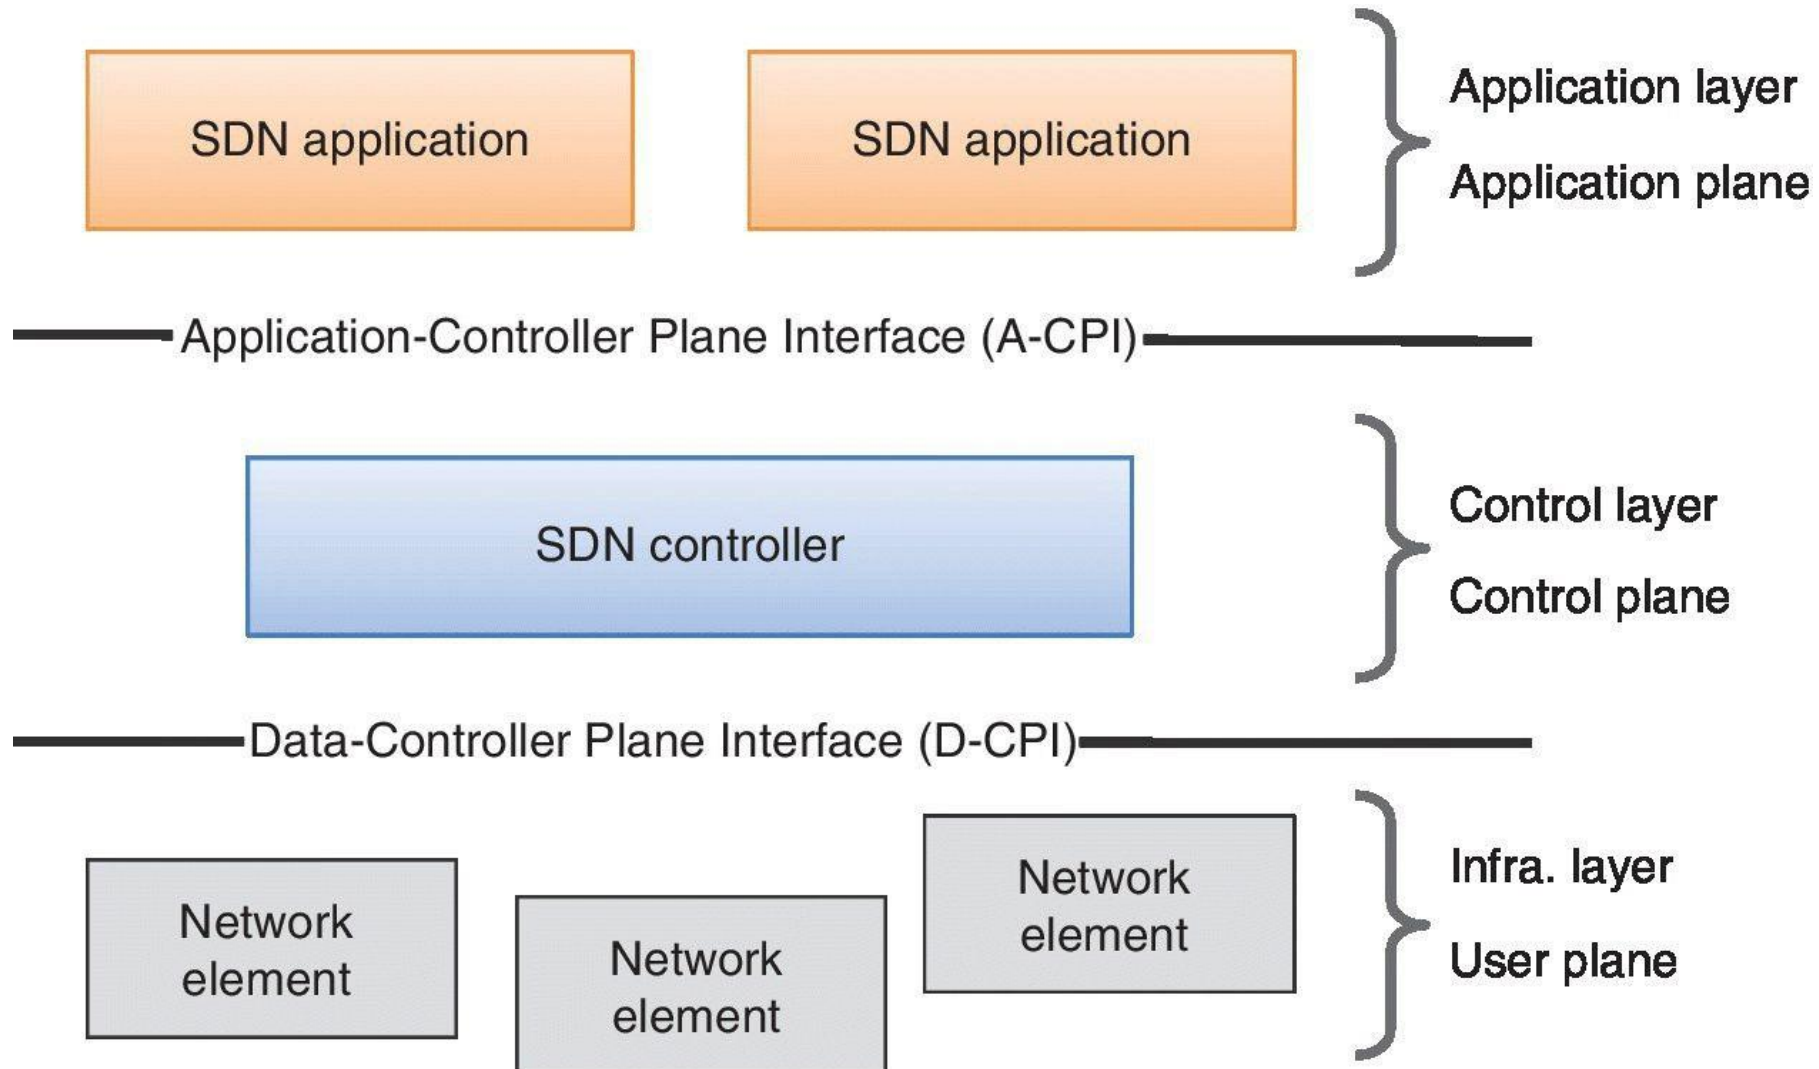 SDN application
SDN application
Application layer
Application plane
Application-Controller Plane Interface (A-CPI)
SDN controller
Control layer
Control plane
Data-Controller Plane Interface (D-CPI)
Network
element
Network
element
Network
element
Infra. layer
User plane